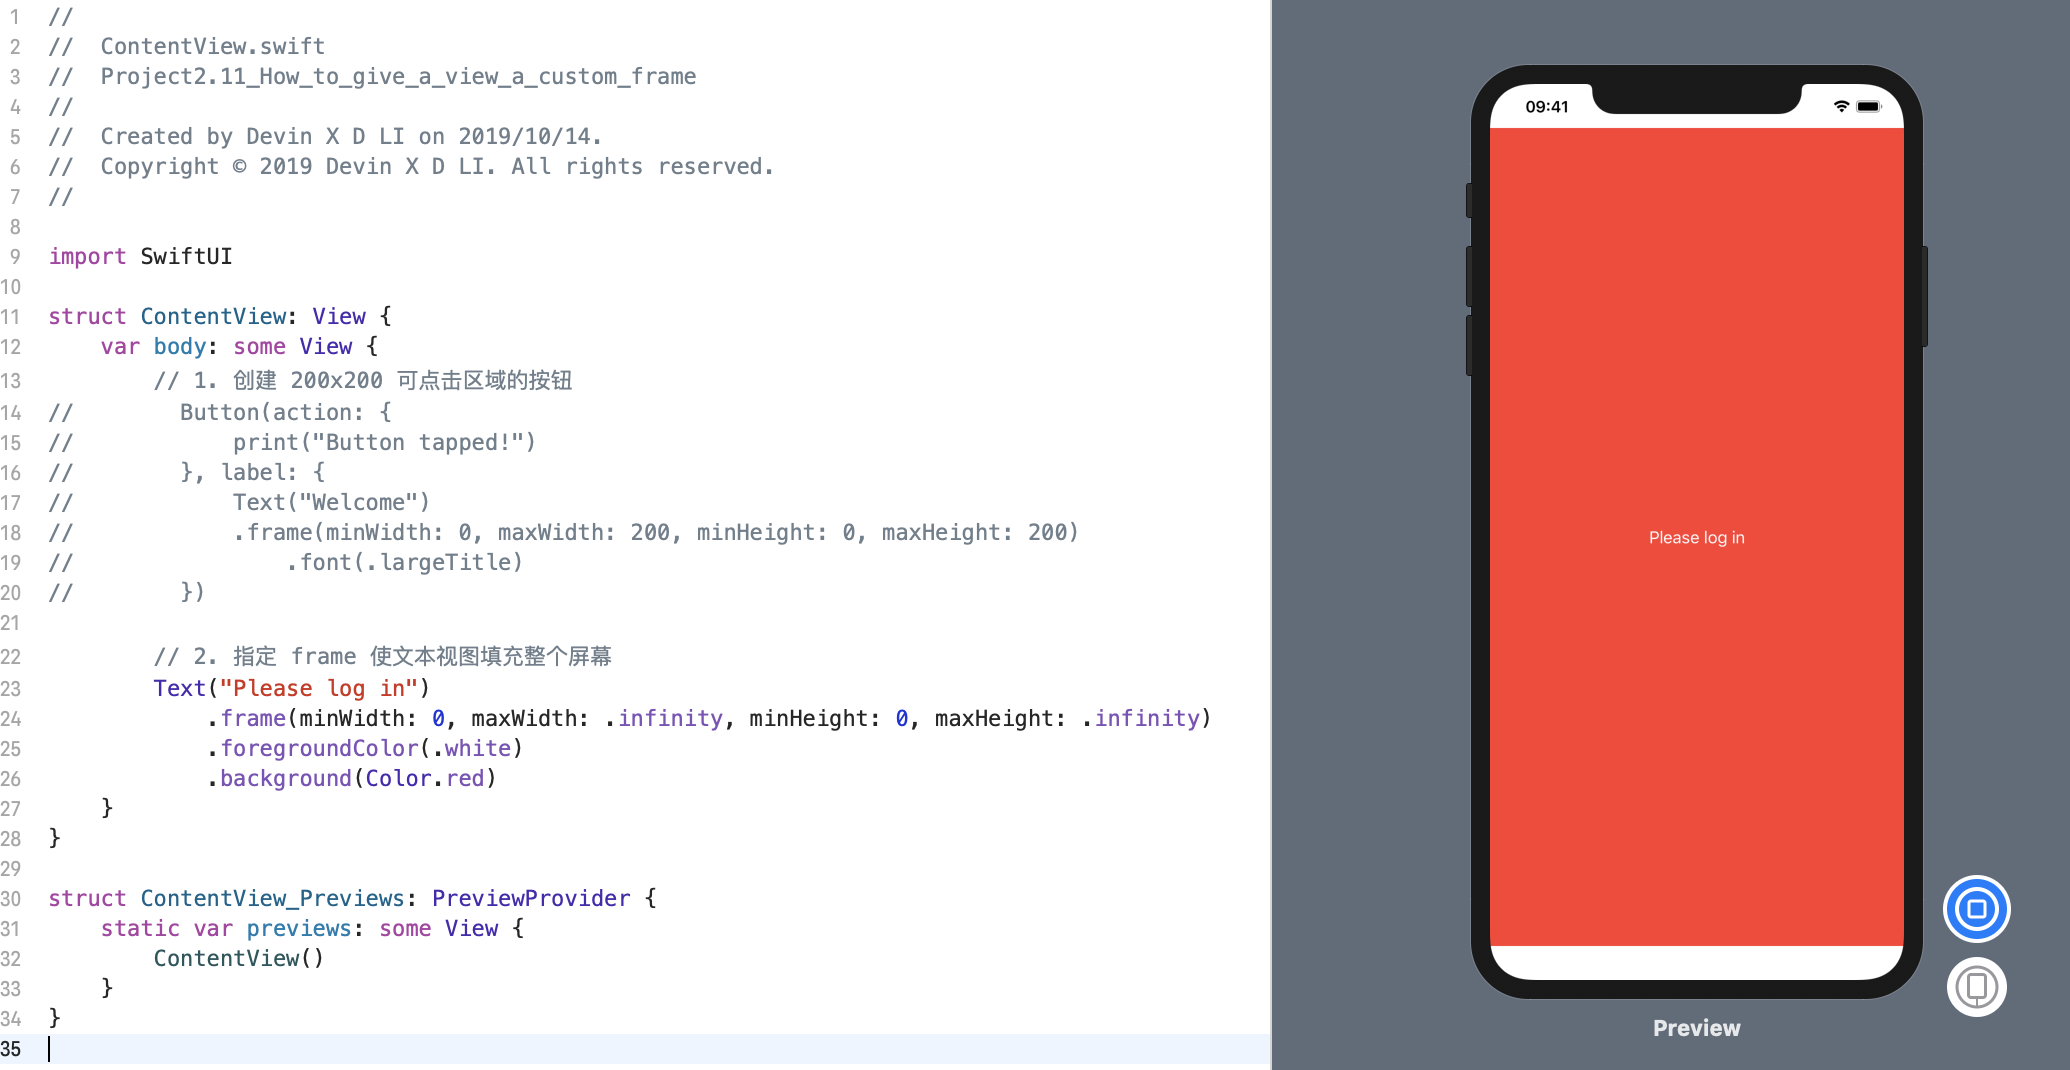 1 //
2 //  ContentView.swift
3 //  Project2.11_How_to_give_a_view_a_custom_frame
4 //
5 //  Created by Devin X D LI on 2019/10/14.
6 //  Copyright © 2019 Devin X D LI. All rights reserved.
7 //
8
9 import SwiftUI
10
11 struct ContentView: View {
12     var body: some View {
13         // 1. 创建 200x200 可点击区域的按钮
14 //        Button(action: {
15 //            print("Button tapped!")
16 //        }, label: {
17 //            Text("Welcome")
18 //            .frame(minWidth: 0, maxWidth: 200, minHeight: 0, maxHeight: 200)
19 //                .font(.largeTitle)
20 //        })
21
22         // 2. 指定 frame 使文本视图填充整个屏幕
23         Text("Please log in")
24             .frame(minWidth: 0, maxWidth: .infinity, minHeight: 0, maxHeight: .infinity)
25             .foregroundColor(.white)
26             .background(Color.red)
27     }
28 }
29
30 struct ContentView_Previews: PreviewProvider {
31     static var previews: some View {
32         ContentView()
33     }
34 }
35
09:41
Please log in
Preview